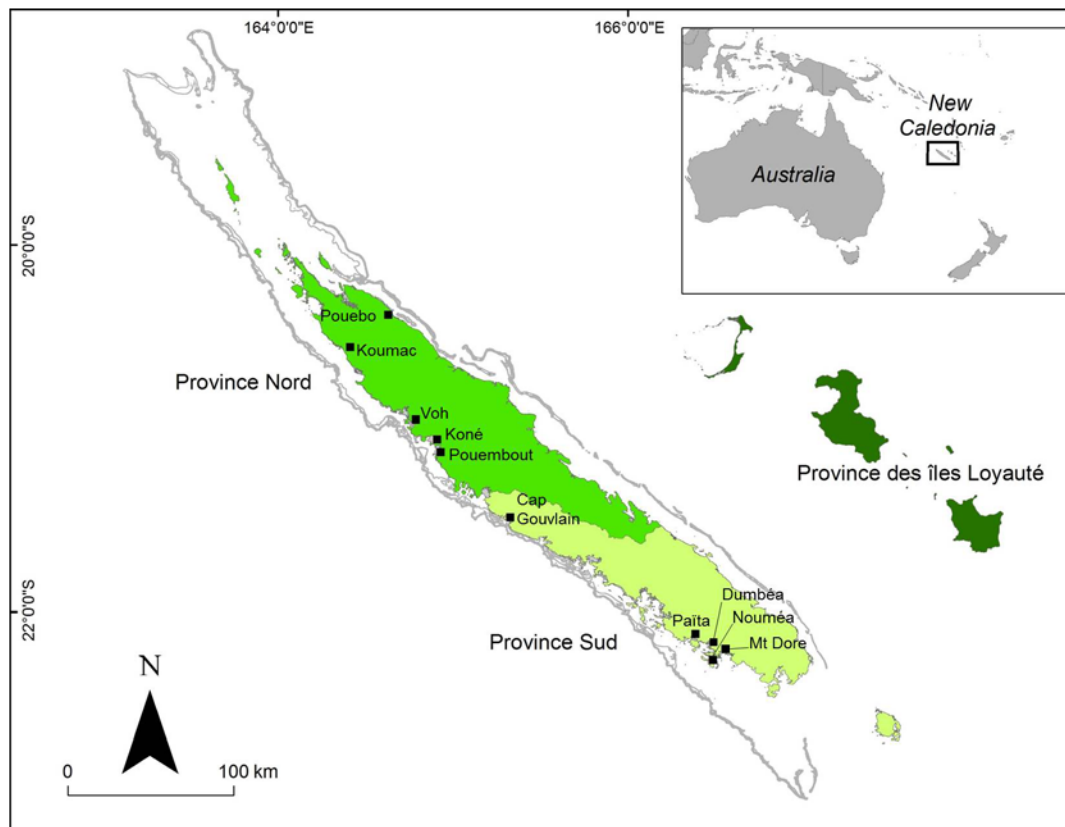 164°0'0"E
166°0'0"E
New
Caledonia
Australia
20°0'0"S
Pouebo
Koumac
Province Nord
Voh
Koné
Pouembout
Province des îles Loyauté
Cap
Gouvlain
22°0'0"S
Dumbéa
Païta
Nouméa
Province Sud
Mt Dore
N
0
100 km